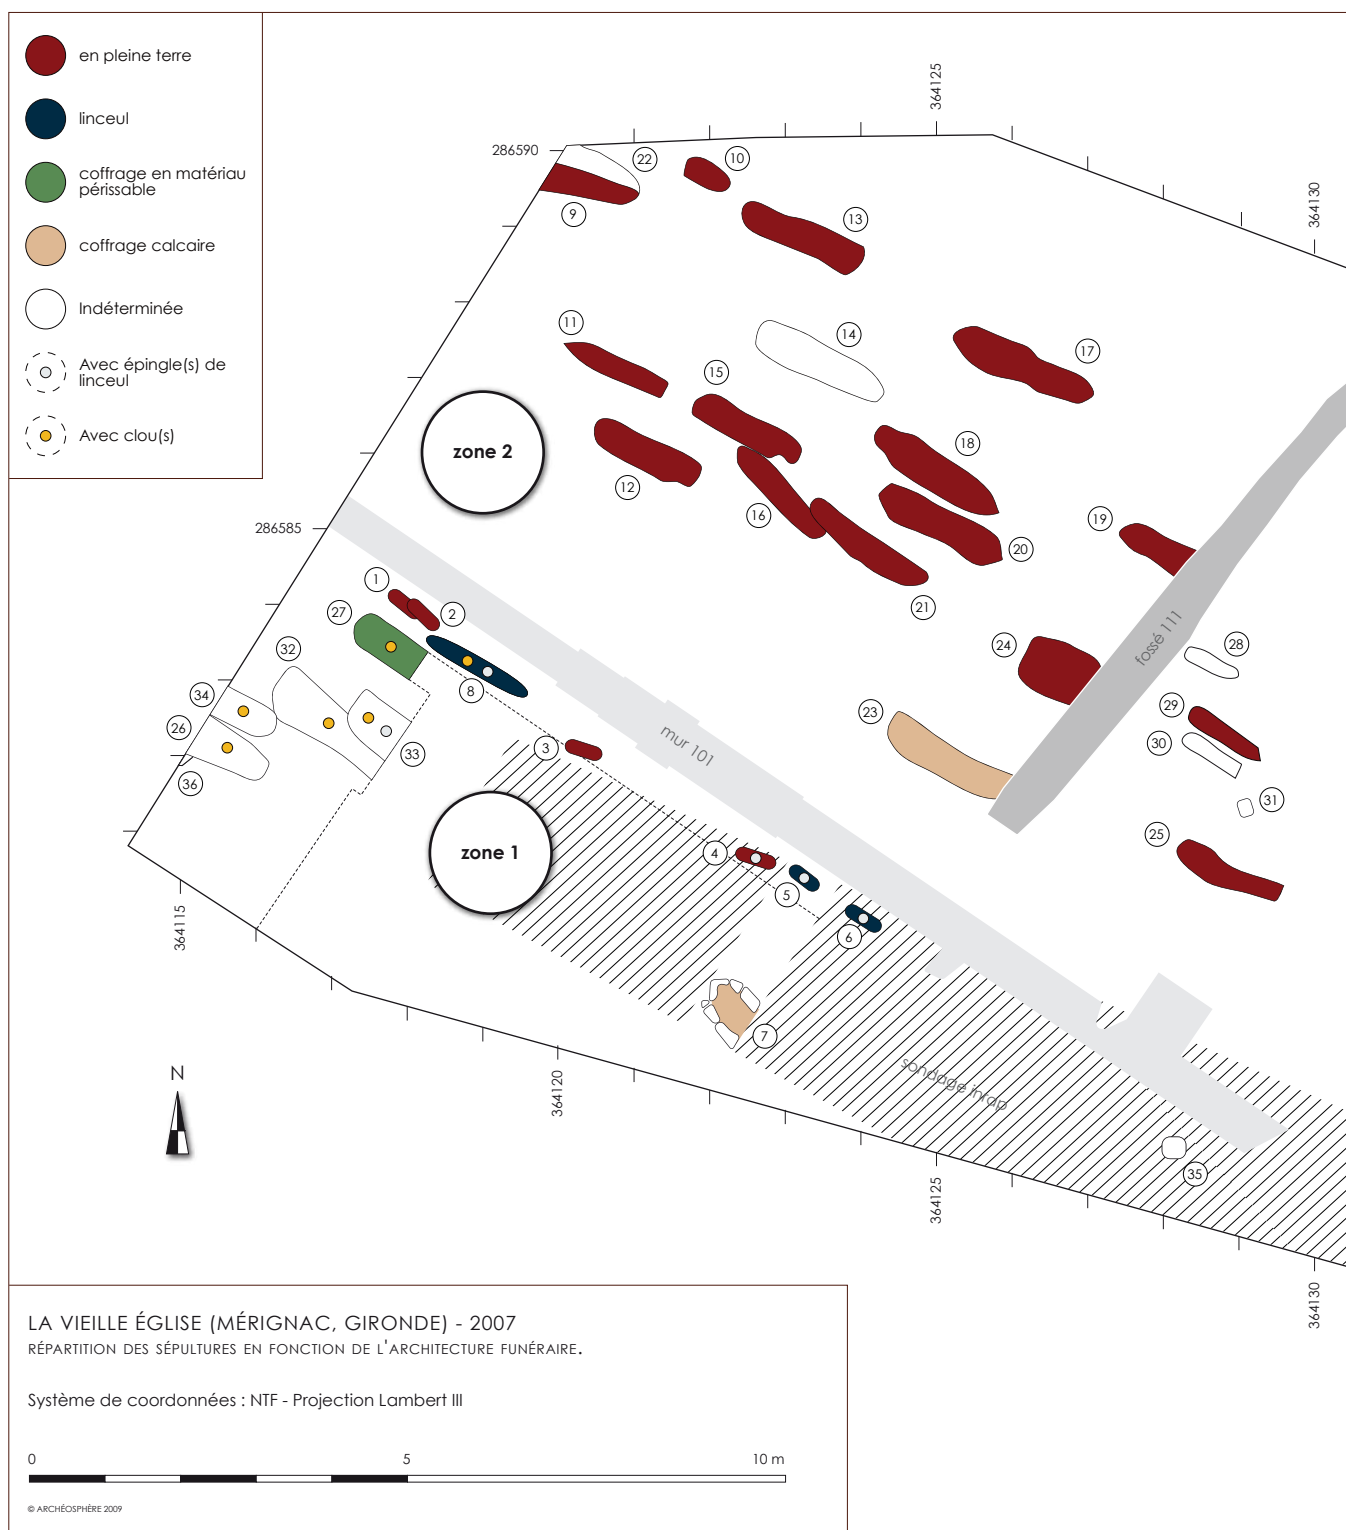 en pleine terre
linceul
coffrage en matériau
périssable
coffrage calcaire
Indéterminée
Avec épingle(s) de
linceul
Avec clou(s)
364125
364130
286590
22
10
9
13
11
14
17
15
zone 2
18
12
16
19
20
286585
21
1
2
27
fossé 111
24
28
32
8
34
29
23
26
33
30
3
mur 101
36
31
25
zone 1
4
5
364115
6
7
N
sondage inrap
364120
35
364125
364130
LA VIEILLE ÉGLISE (MÉRIGNAC, GIRONDE) - 2007
RÉPARTITION DES SÉPULTURES EN FONCTION DE L'ARCHITECTURE FUNÉRAIRE.
Système de coordonnées : NTF - Projection Lambert III
0 5 10 m
© ARCHÉOSPHÈRE 2009